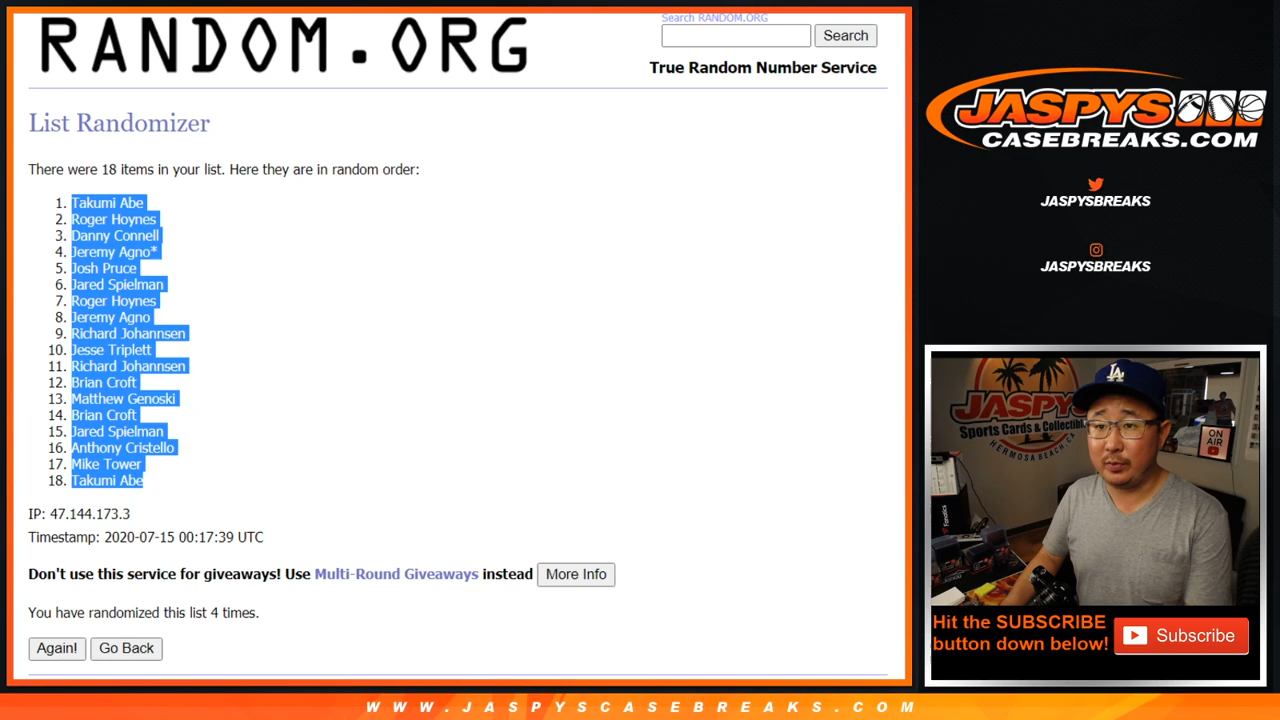 RANDOM.ORG
Search RANDOM.ORG
Search
True Random Number Service
List Randomizer
There were 18 items in your list. Here they are in random order:
1. Takumi Abe
2. Roger Hoynes
3. Danny Connell
4. Jeremy Agno*
5. Josh Pruce
6. Jared Spielman
7. Roger Hoynes
8. Jeremy Agno
9. Richard Johannsen
10. Jesse Triplett
11. Richard Johannsen
12. Brian Croft
13. Matthew Genoski
14. Brian Croft
15. Jared Spielman
16. Anthony Cristello
17. Mike Tower
18. Takumi Abe
IP: 47.144.173.3
Timestamp: 2020-07-15 00:17:39 UTC
Don't use this service for giveaways! Use Multi-Round Giveaways instead More Info
You have randomized this list 4 times.
Again! Go Back
JASPYS
CASEBREAKS.COM
JASPYSBREAKS
JASPYSBREAKS
JASPYS
Sports Cards & Collectibl
HERMOSA BEACH, CA
ON
AIR
Fanatics
Hit the SUBSCRIBE
button down below!
Subscribe
WWW.JASPYSCASEBREAKS.COM